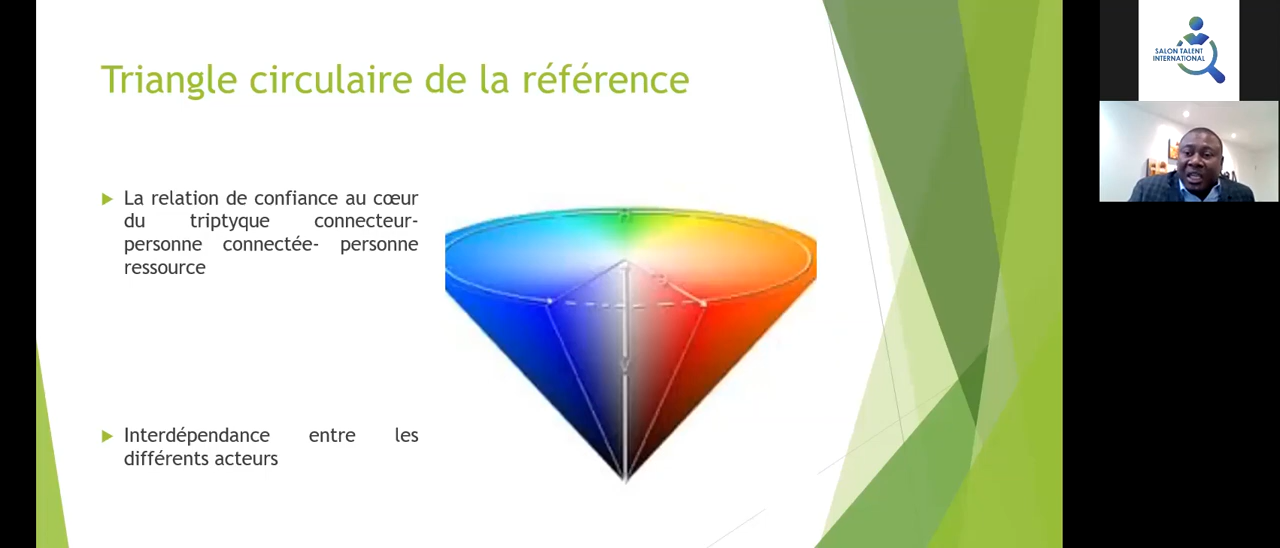 Triangle circulaire de la référence
La relation de confiance au cœur
du triptyque connecteur-
personne connectée- personne
ressource
Interdépendance entre les
différents acteurs
H
S
V
SALON TALENT
INTERNATIONAL